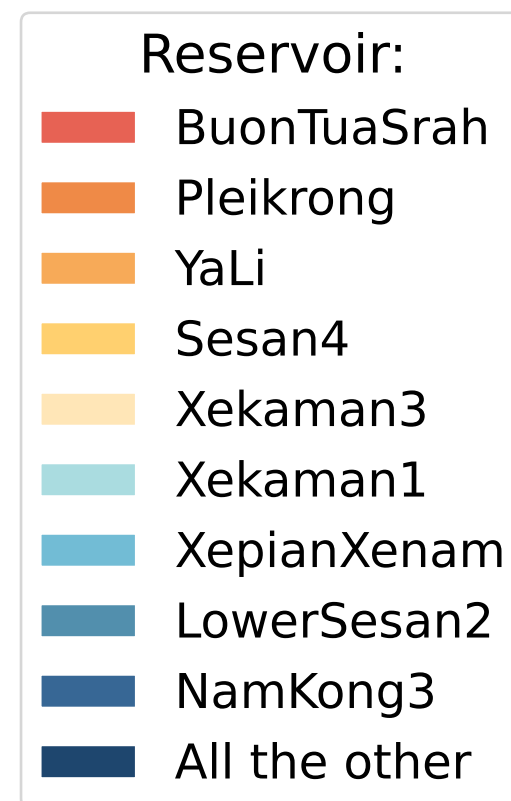 Reservoir:
BuonTuaSrah
Pleikrong
YaLi
Sesan4
Xekaman3
Xekaman1
XepianXenam
LowerSesan2
NamKong3
All the other